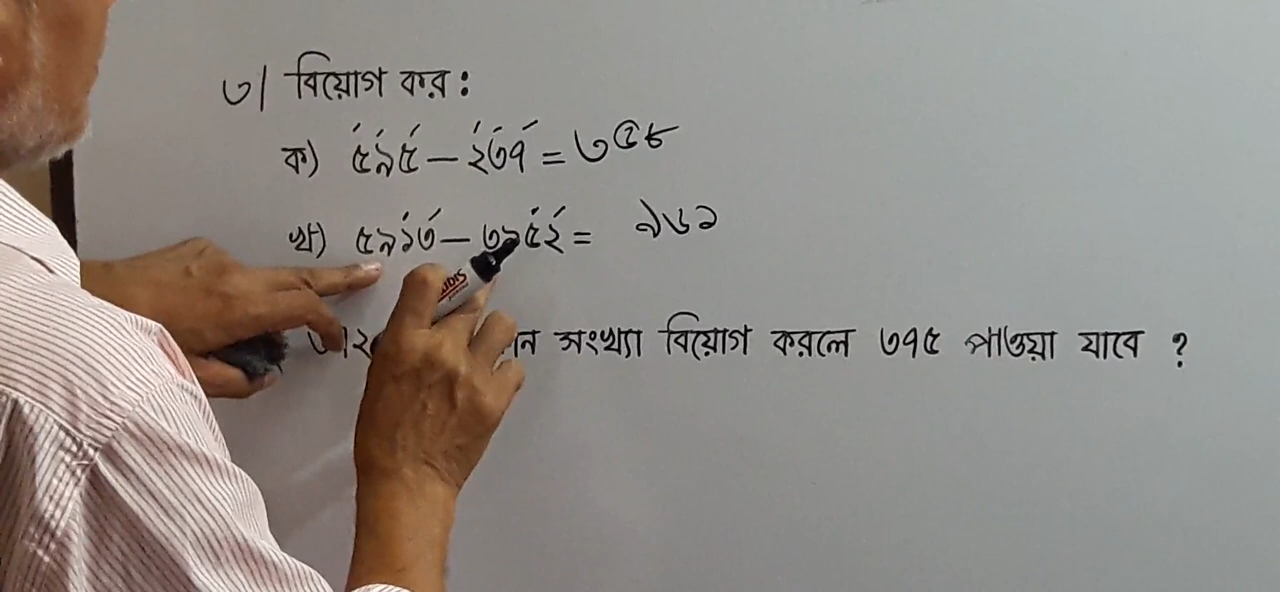 ৩। বিয়োগ কর :
ক) ৫৯৫ – ২৩৭ = ৩৫৮
খ) ৫৯১৩ – ৩৯৫২ = ৯৬১
সংখ্যা বিয়োগ করলে ৩৭৫ পাওয়া যাবে ?